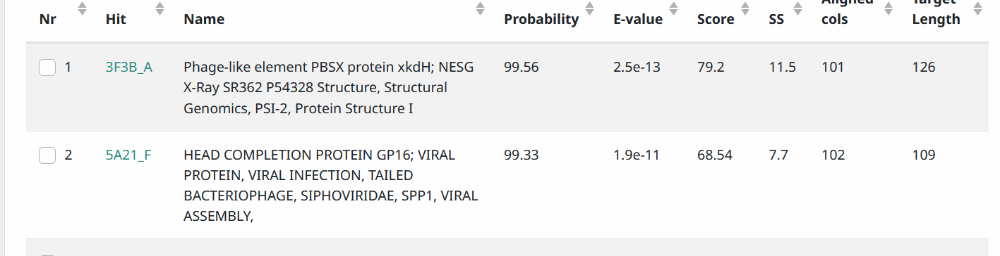 Nr Hit Name Probability E-value Score SS Aligned cols Target Length
1 3F3B_A Phage-like element PBSX protein xkdH; NESG 99.56 2.5e-13 79.2 11.5 101 126
X-Ray SR362 P54328 Structure, Structural
Genomics, PSI-2, Protein Structure I
2 5A21_F HEAD COMPLETION PROTEIN GP16; VIRAL 99.33 1.9e-11 68.54 7.7 102 109
PROTEIN, VIRAL INFECTION, TAILED
BACTERIOPHAGE, SIPHOVIRIDAE, SPP1, VIRAL
ASSEMBLY,